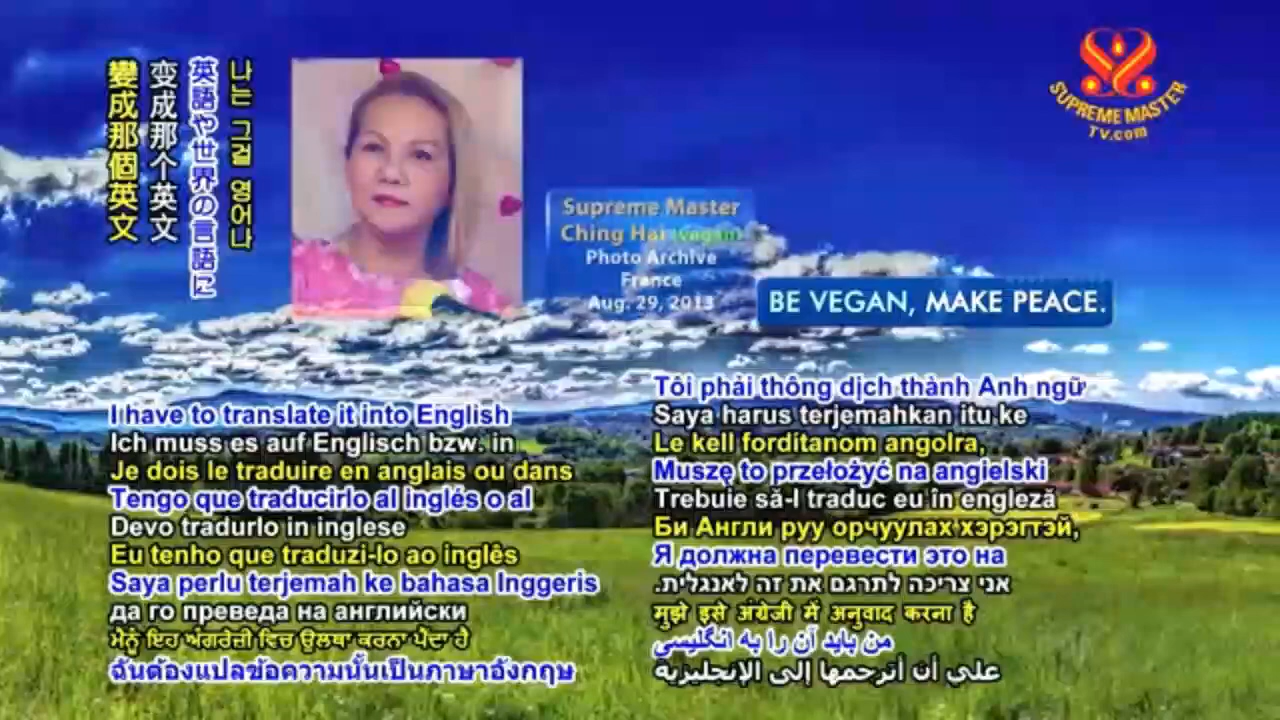 變成那個英文
变成那个英文
英語や世界の言語に
나는 그걸 영어나
SUPREME MASTER
TV.com
Supreme Master
Ching Hai (vegan)
Photo Archive
France
Aug. 29, 2013
BE VEGAN, MAKE PEACE.
I have to translate it into English
Ich muss es auf Englisch bzw. in
Je dois le traduire en anglais ou dans
Tengo que traducirlo al inglés o al
Devo tradurlo in inglese
Eu tenho que traduzi-lo ao inglês
Saya perlu terjemah ke bahasa Inggeris
да го преведа на английски
ਮੈਨੂੰ ਇਹ ਅੰਗਰੇਜ਼ੀ ਵਿਚ ਉਲਥਾ ਕਰਨਾ ਪੈਂਦਾ ਹੈ
ฉันต้องแปลข้อความนั้นเป็นภาษาอังกฤษ
Tôi phải thông dịch thành Anh ngữ
Saya harus terjemahkan itu ke
Le kell fordítanom angolra,
Muszę to przełożyć na angielski
Trebuie să-l traduc eu în engleză
Би Англи руу орчуулах хэрэгтэй,
Я должна перевести это на
אני צריכה לתרגם את זה לאנגלית.
मुझे इसे अंग्रेजी में अनुवाद करना है
من باید آن را به انگلیسی
علي أن أترجمها إلى الإنجليزية